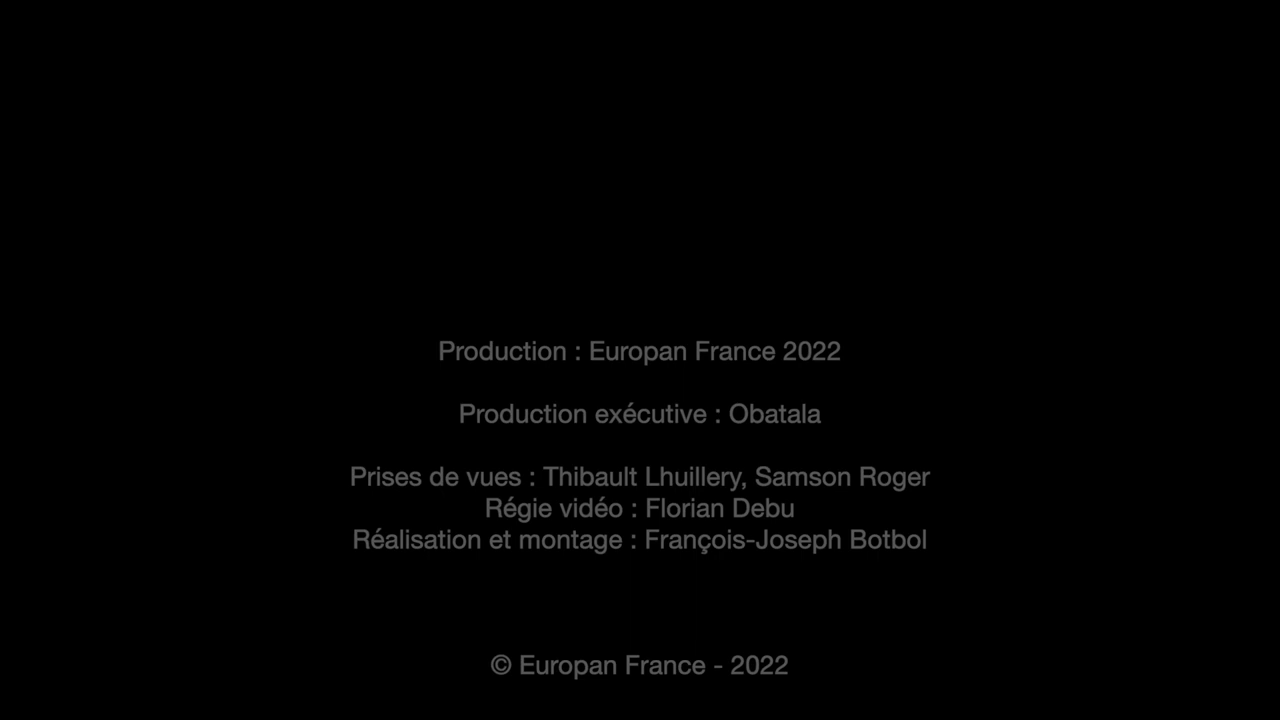 Production : Europan France 2022
Production exécutive : Obatala
Prises de vues : Thibault Lhuillery, Samson Roger
Régie vidéo : Florian Debu
Réalisation et montage : François-Joseph Botbol
© Europan France - 2022